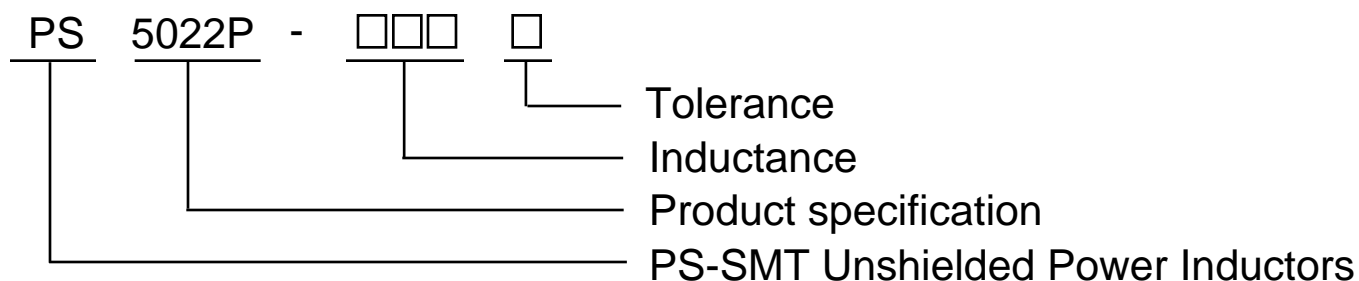 PS 5022P - □□□ □
Tolerance
Inductance
Product specification
PS-SMT Unshielded Power Inductors